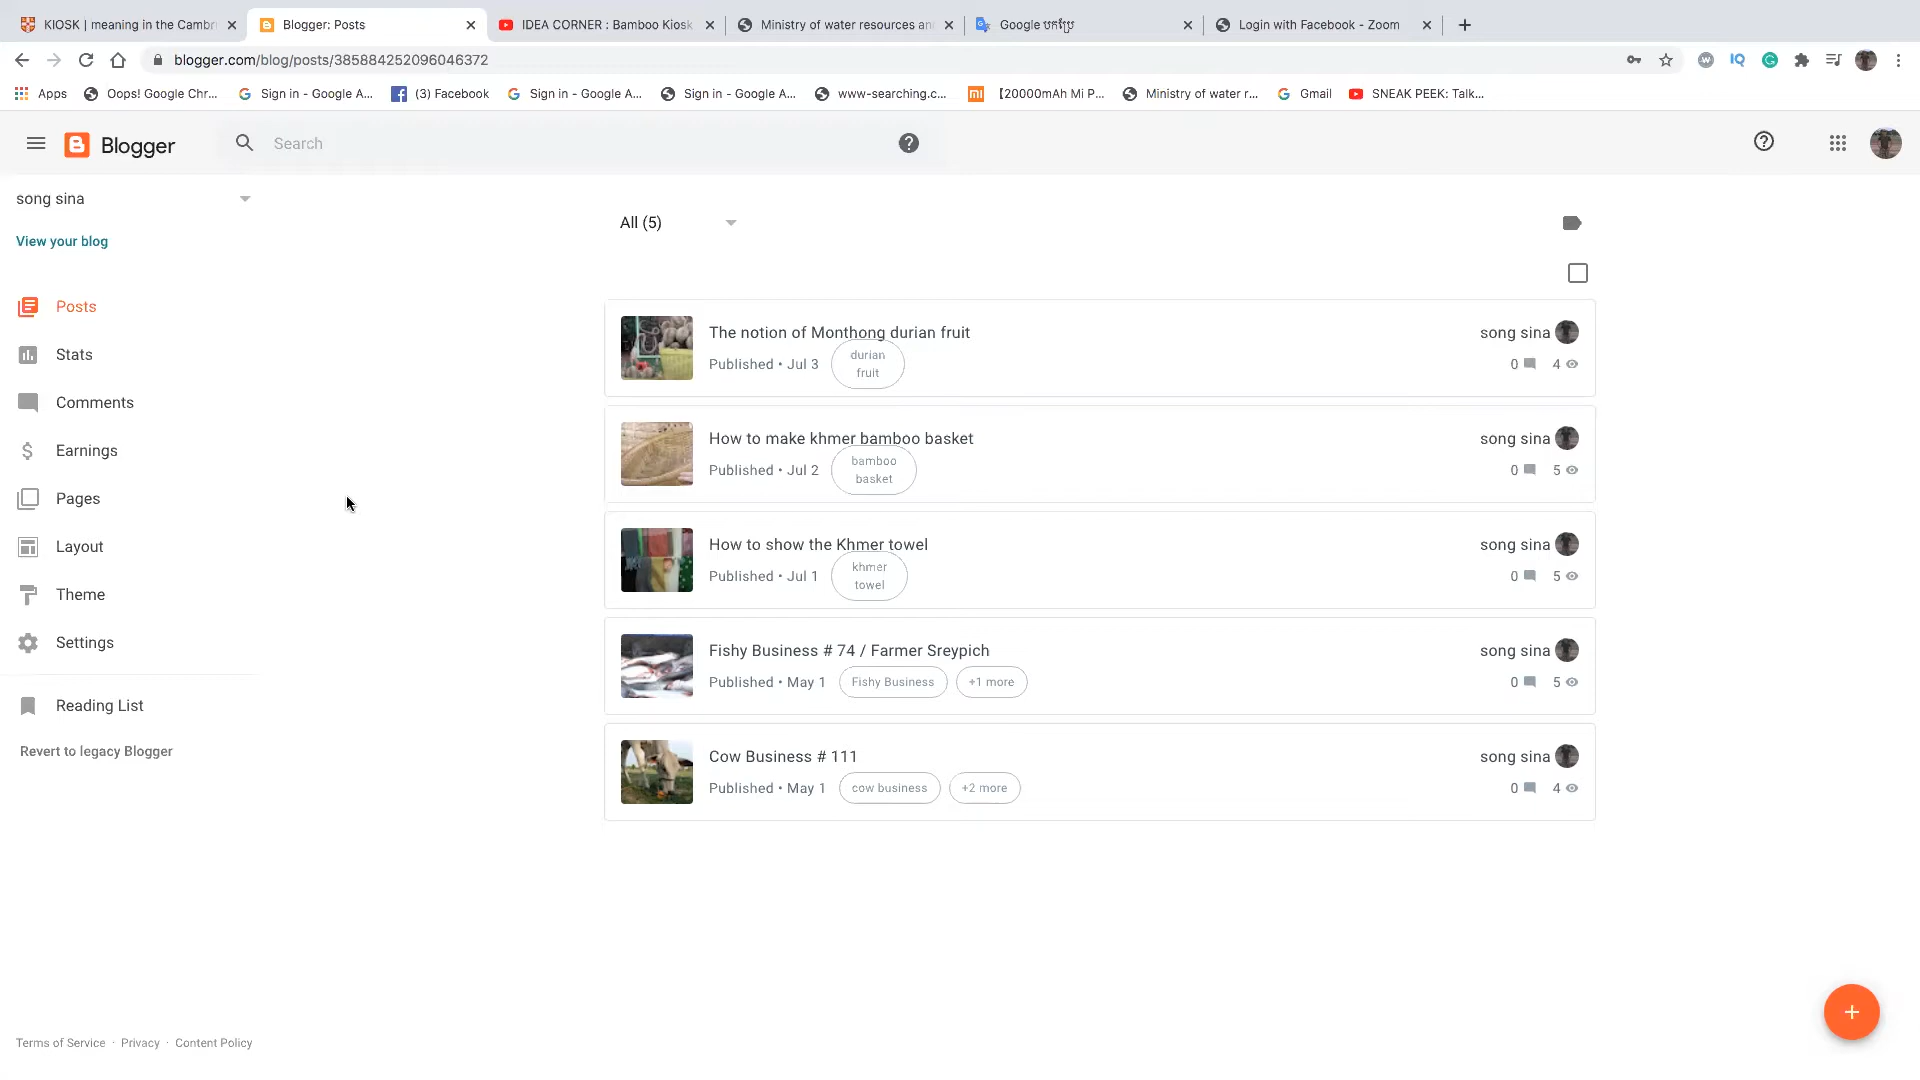 KIOSK | meaning in the Cambri
Blogger: Posts
IDEA CORNER : Bamboo Kiosk
Ministry of water resources an
Google បកប្រែ
Login with Facebook - Zoom
blogger.com/blog/posts/385884252096046372
Apps
Oops! Google Chr...
Sign in - Google A...
(3) Facebook
Sign in - Google A...
Sign in - Google A...
www-searching.c...
【20000mAh Mi P...
Ministry of water r...
Gmail
SNEAK PEEK: Talk...
Blogger
Search
song sina
View your blog
Posts
Stats
Comments
Earnings
Pages
Layout
Theme
Settings
Reading List
Revert to legacy Blogger
All (5)
The notion of Monthong durian fruit
song sina
Published • Jul 3
durian
fruit
0
4
How to make khmer bamboo basket
song sina
Published • Jul 2
bamboo
basket
0
5
How to show the Khmer towel
song sina
Published • Jul 1
khmer
towel
0
5
Fishy Business # 74 / Farmer Sreypich
song sina
Published • May 1
Fishy Business
+1 more
0
5
Cow Business # 111
song sina
Published • May 1
cow business
+2 more
0
4
Terms of Service · Privacy · Content Policy